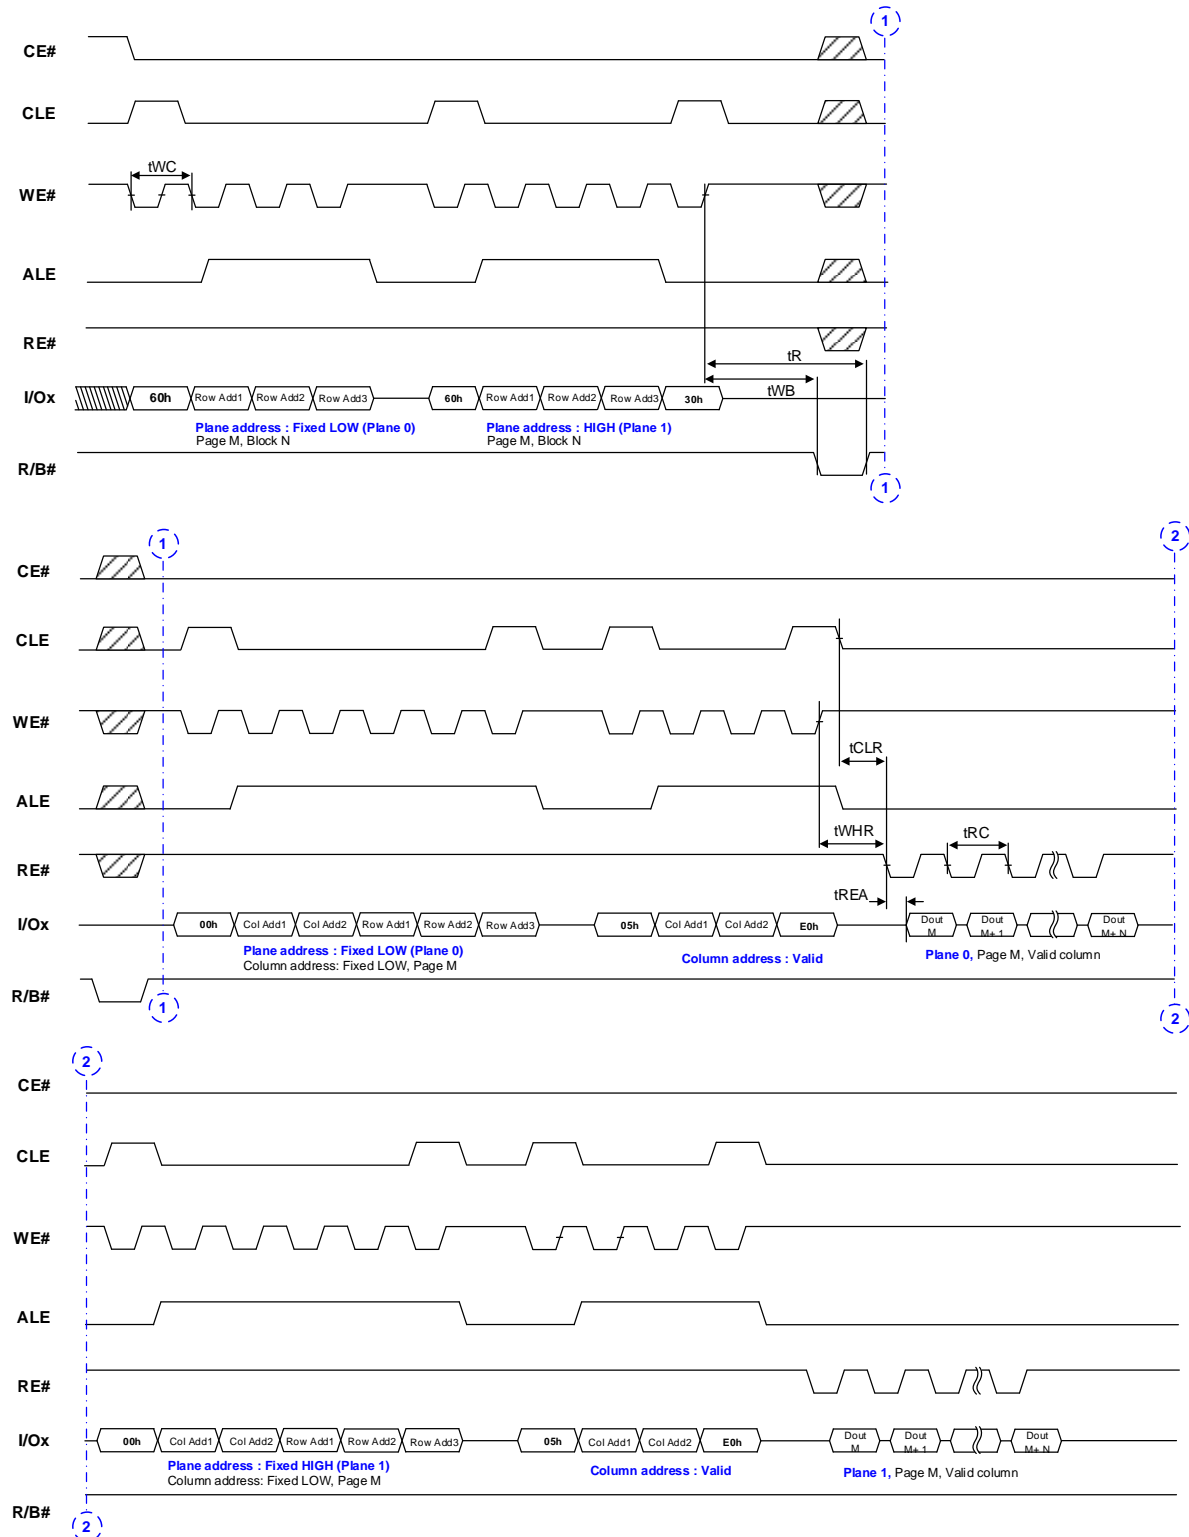 1
CE#
CLE
tWC
WE#
ALE
RE#
tR
I/Ox 60h Row Add1 Row Add2 Row Add3 60h Row Add1 Row Add2 Row Add3 30h
tWB
Plane address : Fixed LOW (Plane 0) Plane address : HIGH (Plane 1)
Page M, Block N Page M, Block N
R/B#
1
1 2
CE#
CLE
WE#
tCLR
ALE
tWHR tRC
RE#
tREA
I/Ox 00h Col Add1 Col Add2 Row Add1 Row Add2 Row Add3 05h Col Add1 Col Add2 E0h Dout M Dout M+ 1 Dout M+ N
Plane address : Fixed LOW (Plane 0) Column address : Valid Plane 0, Page M, Valid column
Column address: Fixed LOW, Page M
R/B#
1 2
2
CE#
CLE
WE#
ALE
RE#
I/Ox 00h Col Add1 Col Add2 Row Add1 Row Add2 Row Add3 05h Col Add1 Col Add2 E0h Dout M Dout M+ 1 Dout M+ N
Plane address : Fixed HIGH (Plane 1) Column address : Valid Plane 1, Page M, Valid column
Column address: Fixed LOW, Page M
R/B#
2